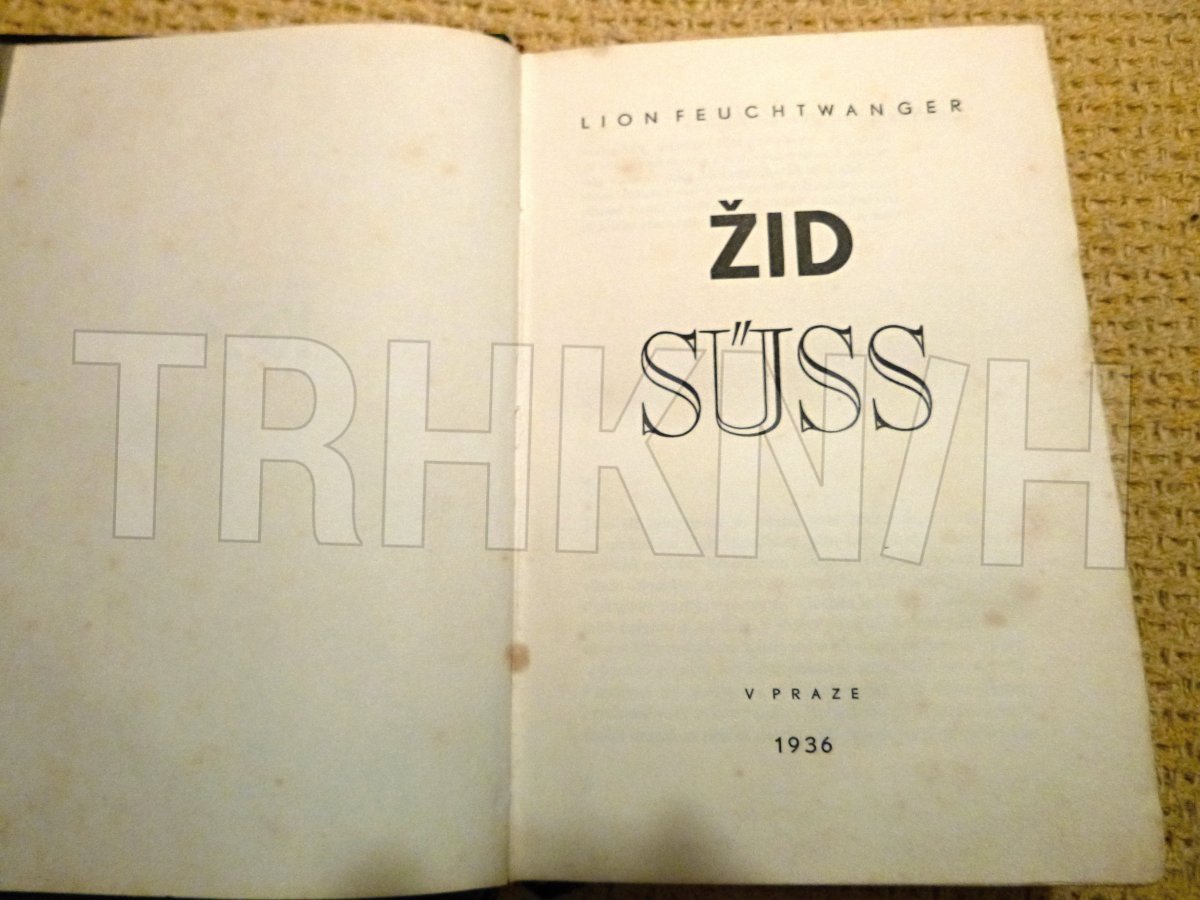 LION FEUCHTWANGER
ŽID
SÜSS
TRHKNIH
V PRAZE
1936